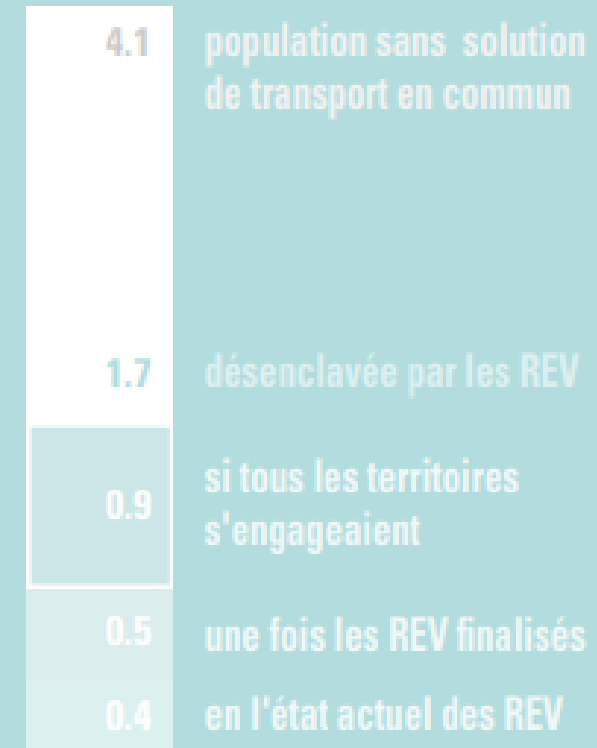 4.1 population sans solution
de transport en commun
1.7 désenclavée par les REV
0.9 si tous les territoires
s'engageaient
0.5 une fois les REV finalisés
0.4 en l'état actuel des REV